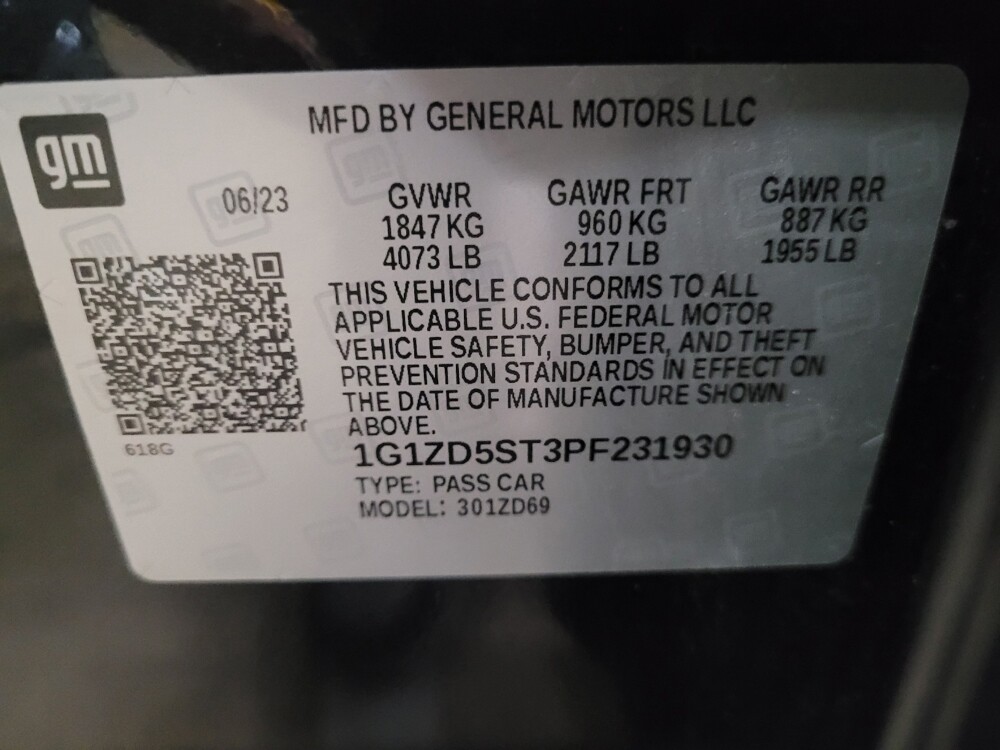 gm
MFD BY GENERAL MOTORS LLC
06/23
GVWR GAWR FRT GAWR RR
1847 KG 960 KG 887 KG
4073 LB 2117 LB 1955 LB
THIS VEHICLE CONFORMS TO ALL
APPLICABLE U.S. FEDERAL MOTOR
VEHICLE SAFETY, BUMPER, AND THEFT
PREVENTION STANDARDS IN EFFECT ON
THE DATE OF MANUFACTURE SHOWN
ABOVE.
618G
1G1ZD5ST3PF231930
TYPE: PASS CAR
MODEL: 301ZD69